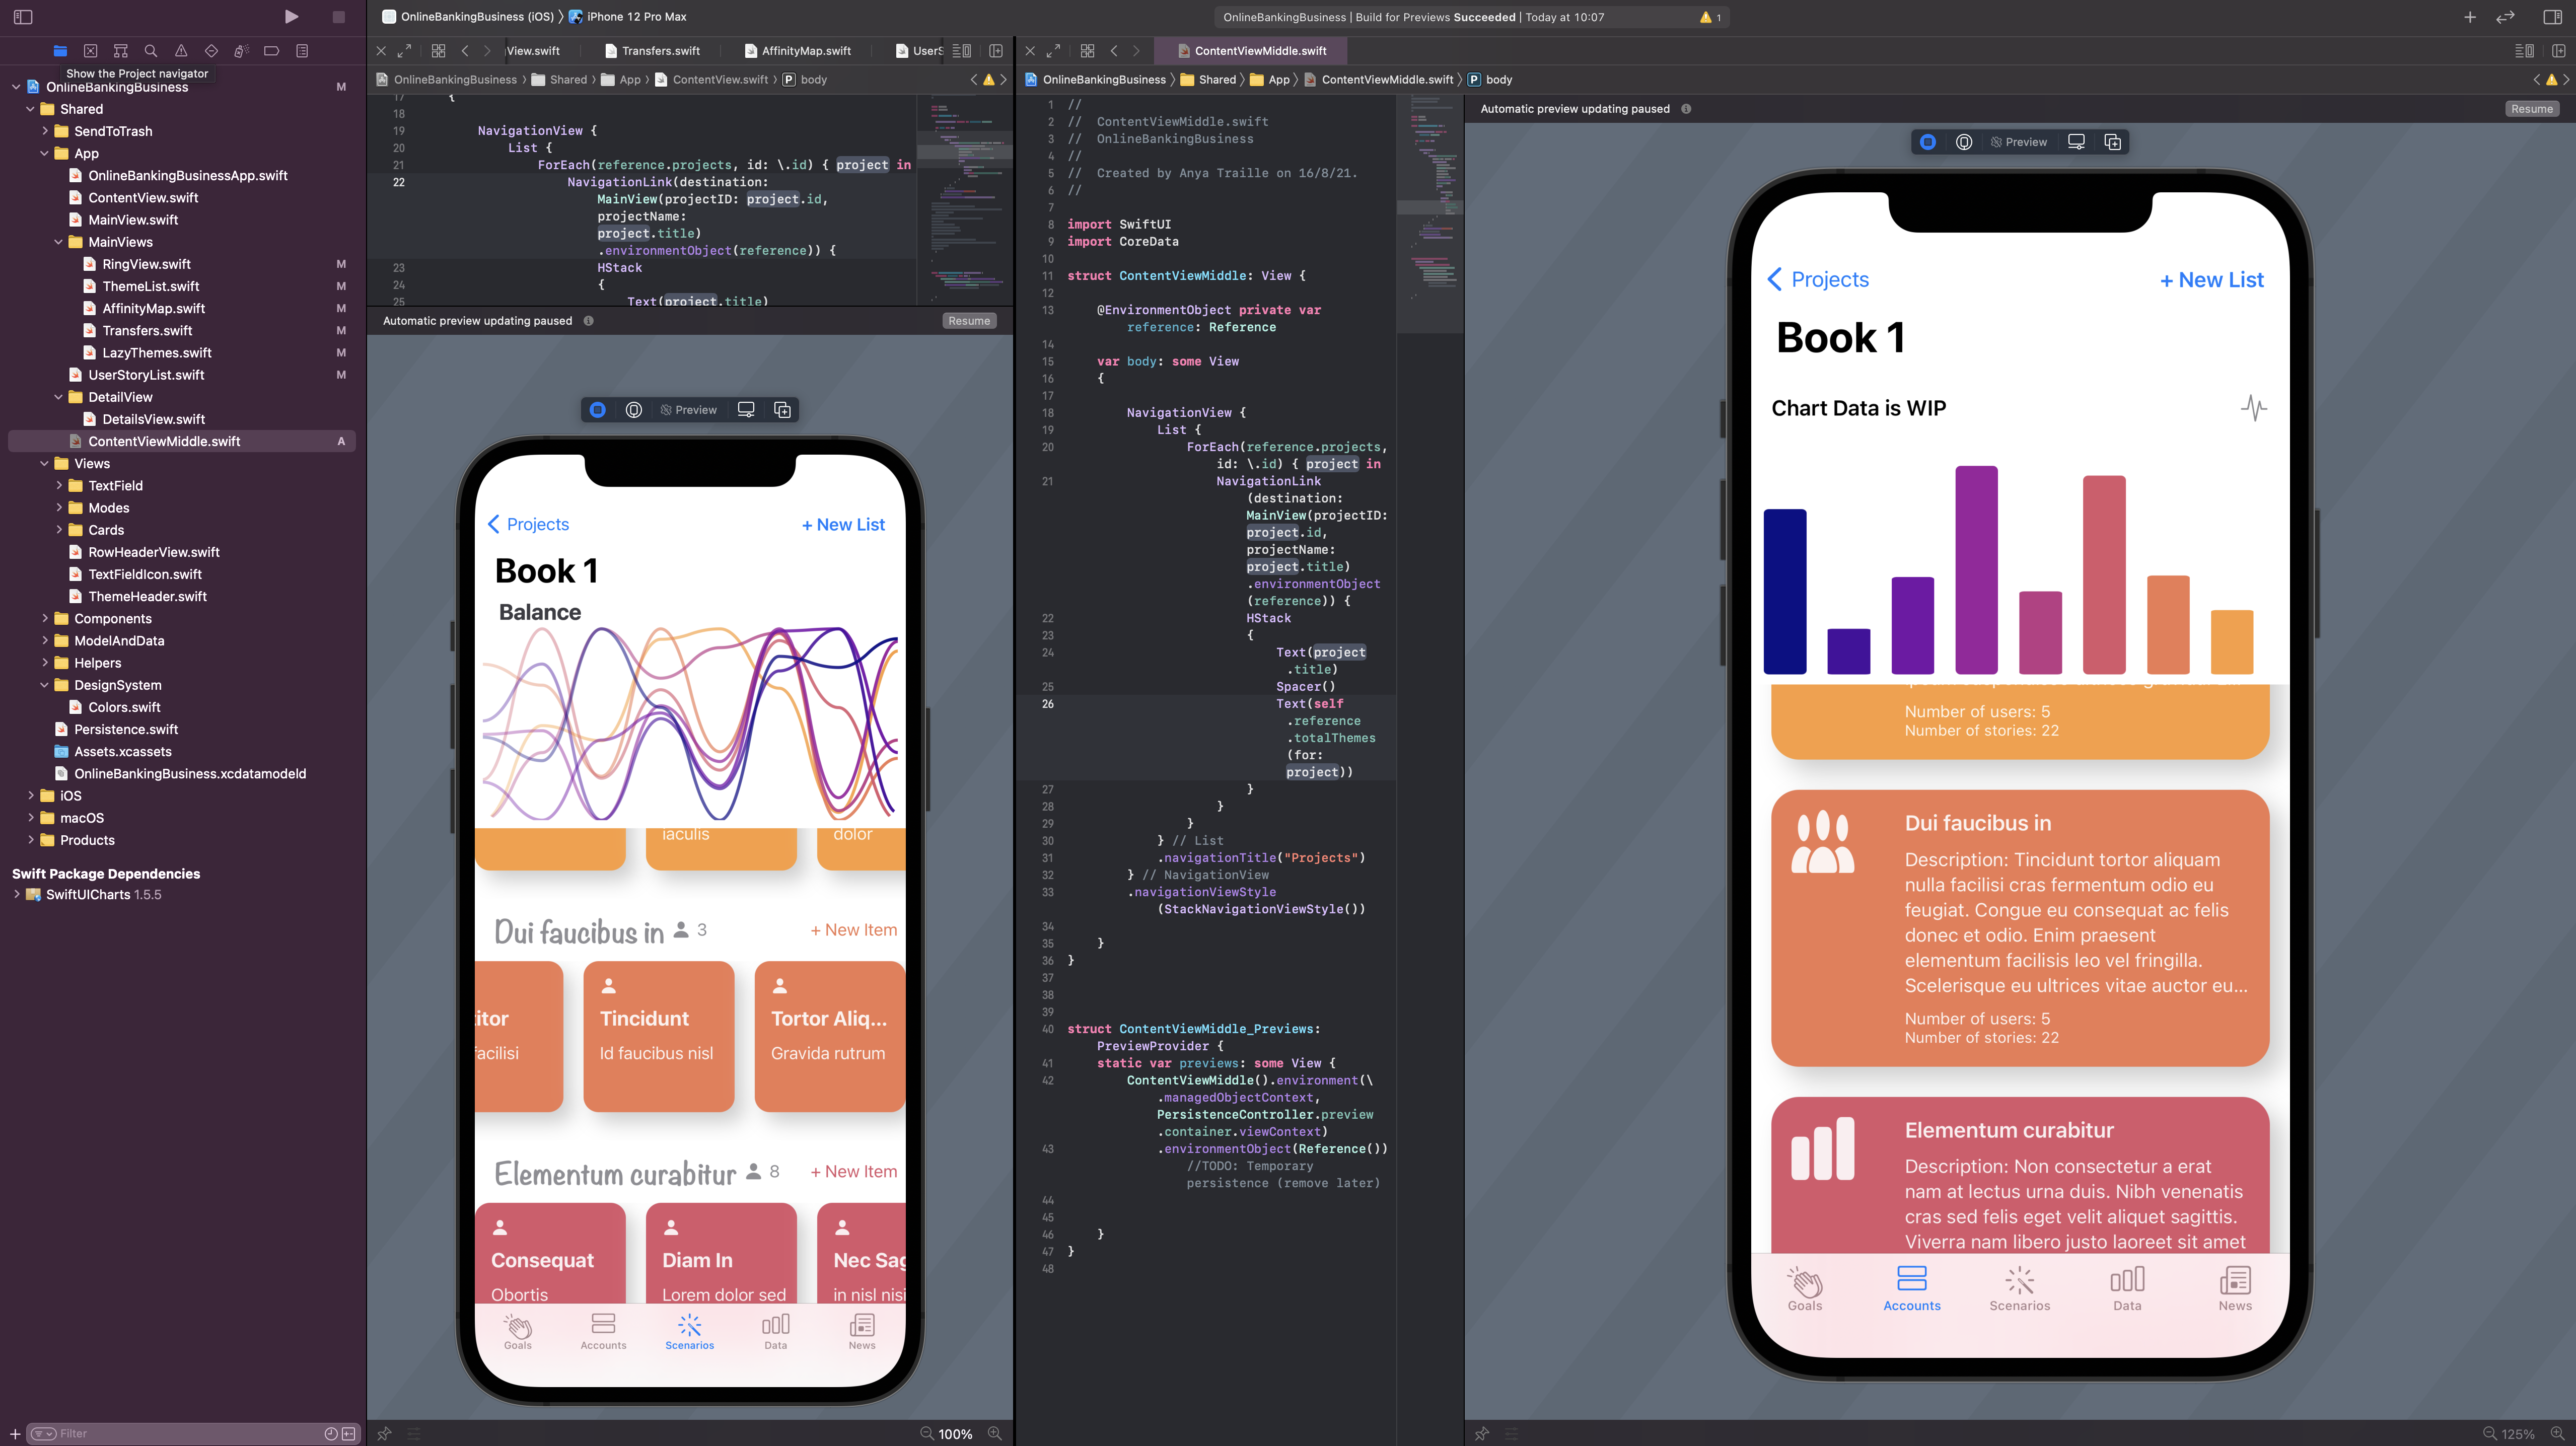 OnlineBankingBusiness (iOS) 〉 iPhone 12 Pro Max
OnlineBankingBusiness | Build for Previews Succeeded | Today at 10:07
1
Show the Project navigator
OnlineBankingBusiness M
Shared
SendToTrash
App
OnlineBankingBusinessApp.swift
ContentView.swift
MainView.swift
MainViews
RingView.swift M
ThemeList.swift M
AffinityMap.swift M
Transfers.swift M
LazyThemes.swift M
UserStoryList.swift M
DetailView
DetailsView.swift
ContentViewMiddle.swift A
Views
TextField
Modes
Cards
RowHeaderView.swift
TextFieldIcon.swift
ThemeHeader.swift
Components
ModelAndData
Helpers
DesignSystem
Colors.swift
Persistence.swift
Assets.xcassets
OnlineBankingBusiness.xcdatamodeld
iOS
macOS
Products
Swift Package Dependencies
SwiftUICharts 1.5.5
Filter
View.swift Transfers.swift AffinityMap.swift UserS
OnlineBankingBusiness 〉 Shared 〉 App 〉 ContentView.swift 〉 P body
17 {
18
19 NavigationView {
20 List {
21 ForEach(reference.projects, id: \.id) { project in
22 NavigationLink(destination:
MainView(projectID: project.id,
projectName:
project.title)
.environmentObject(reference)) {
23 HStack
24 {
25 Text(project.title)
Automatic preview updating paused
Resume
Preview
Projects
+ New List
Book 1
Balance
iaculis
dolor
Dui faucibus in 3 + New Item
itor
facilisi
Tincidunt
Id faucibus nisl
Tortor Aliq...
Gravida rutrum
Elementum curabitur 8 + New Item
Consequat
Obortis
Diam In
Lorem dolor sed
Nec Sag
in nisl nisi
Goals Accounts Scenarios Data News
100%
ContentViewMiddle.swift
OnlineBankingBusiness 〉 Shared 〉 App 〉 ContentViewMiddle.swift 〉 P body
1 //
2 // ContentViewMiddle.swift
3 // OnlineBankingBusiness
4 //
5 // Created by Anya Traille on 16/8/21.
6 //
7
8 import SwiftUI
9 import CoreData
10
11 struct ContentViewMiddle: View {
12
13 @EnvironmentObject private var
reference: Reference
14
15 var body: some View
16 {
17
18 NavigationView {
19 List {
20 ForEach(reference.projects,
id: \.id) { project in
21 NavigationLink
(destination:
MainView(projectID:
project.id,
projectName:
project.title)
.environmentObject
(reference)) {
22 HStack
23 {
24 Text(project
.title)
25 Spacer()
26 Text(self
.reference
.totalThemes
(for:
project))
27 }
28 }
29 }
30 } // List
31 .navigationTitle("Projects")
32 } // NavigationView
33 .navigationViewStyle
(StackNavigationViewStyle())
34
35 }
36 }
37
38
39
40 struct ContentViewMiddle_Previews:
PreviewProvider {
41 static var previews: some View {
42 ContentViewMiddle().environment(\
.managedObjectContext,
PersistenceController.preview
.container.viewContext)
43 .environmentObject(Reference())
//TODO: Temporary
persistence (remove later)
44
45
46 }
47 }
48
Automatic preview updating paused
Resume
Preview
Projects
+ New List
Book 1
Chart Data is WIP
Number of users: 5
Number of stories: 22
Dui faucibus in
Description: Tincidunt tortor aliquam
nulla facilisi cras fermentum odio eu
feugiat. Congue eu consequat ac felis
donec et odio. Enim praesent
elementum facilisis leo vel fringilla.
Scelerisque eu ultrices vitae auctor eu...
Number of users: 5
Number of stories: 22
Elementum curabitur
Description: Non consectetur a erat
nam at lectus urna duis. Nibh venenatis
cras sed felis eget velit aliquet sagittis.
Viverra nam libero justo laoreet sit amet
Goals Accounts Scenarios Data News
125%